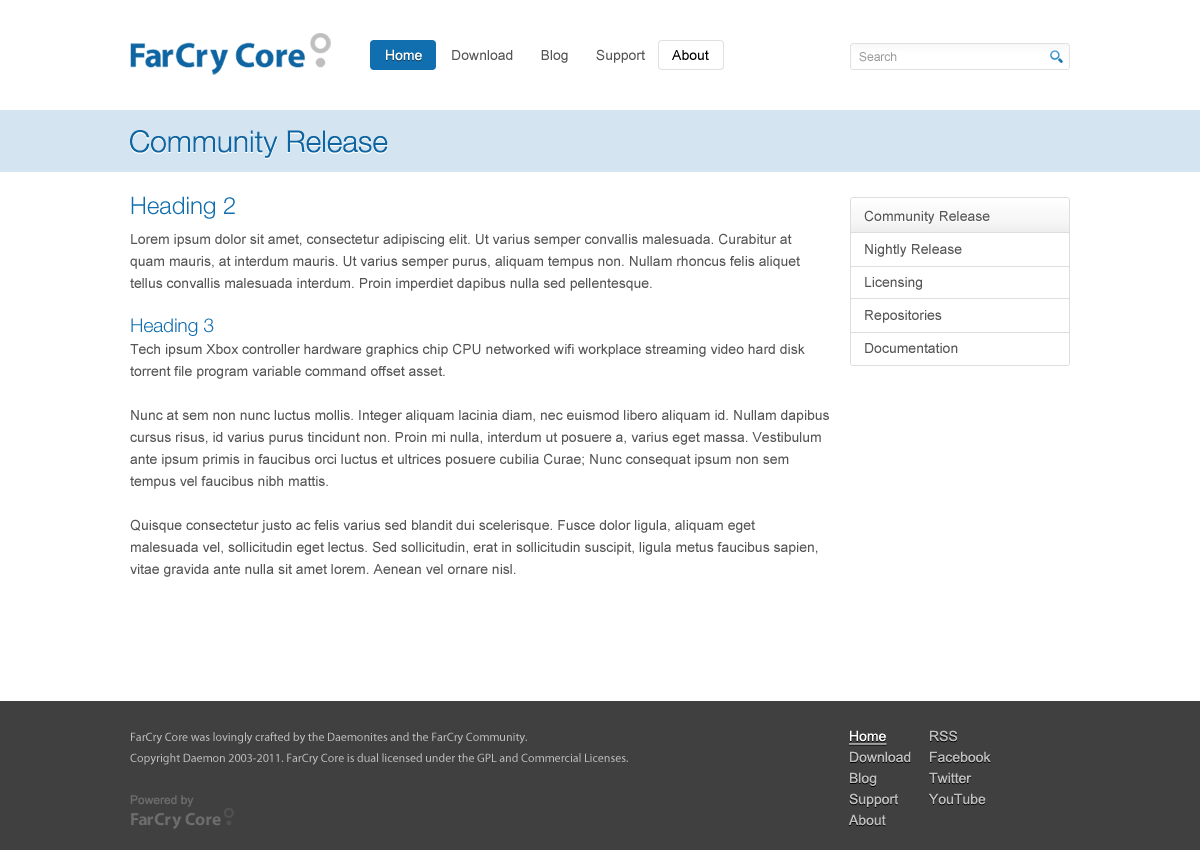 FarCry Core
Home Download Blog Support About
Search
Community Release
Heading 2
Lorem ipsum dolor sit amet, consectetur adipiscing elit. Ut varius semper convallis malesuada. Curabitur at
quam mauris, at interdum mauris. Ut varius semper purus, aliquam tempus non. Nullam rhoncus felis aliquet
tellus convallis malesuada interdum. Proin imperdiet dapibus nulla sed pellentesque.
Heading 3
Tech ipsum Xbox controller hardware graphics chip CPU networked wifi workplace streaming video hard disk
torrent file program variable command offset asset.
Nunc at sem non nunc luctus mollis. Integer aliquam lacinia diam, nec euismod libero aliquam id. Nullam dapibus
cursus risus, id varius purus tincidunt non. Proin mi nulla, interdum ut posuere a, varius eget massa. Vestibulum
ante ipsum primis in faucibus orci luctus et ultrices posuere cubilia Curae; Nunc consequat ipsum non sem
tempus vel faucibus nibh mattis.
Quisque consectetur justo ac felis varius sed blandit dui scelerisque. Fusce dolor ligula, aliquam eget
malesuada vel, sollicitudin eget lectus. Sed sollicitudin, erat in sollicitudin suscipit, ligula metus faucibus sapien,
vitae gravida ante nulla sit amet lorem. Aenean vel ornare nisl.
Community Release
Nightly Release
Licensing
Repositories
Documentation
FarCry Core was lovingly crafted by the Daemonites and the FarCry Community.
Copyright Daemon 2003-2011. FarCry Core is dual licensed under the GPL and Commercial Licenses.
Powered by
FarCry Core
Home
Download
Blog
Support
About
RSS
Facebook
Twitter
YouTube